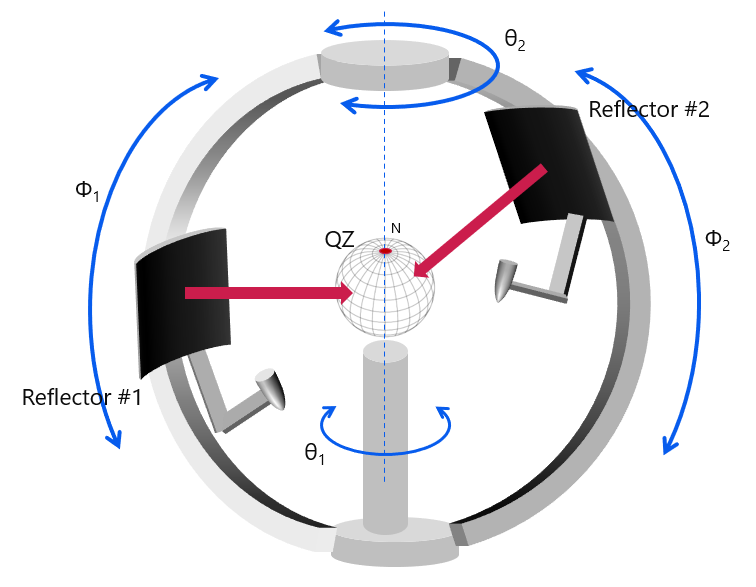 θ2
Reflector #2
Φ1
N
QZ
Φ2
Reflector #1
θ1